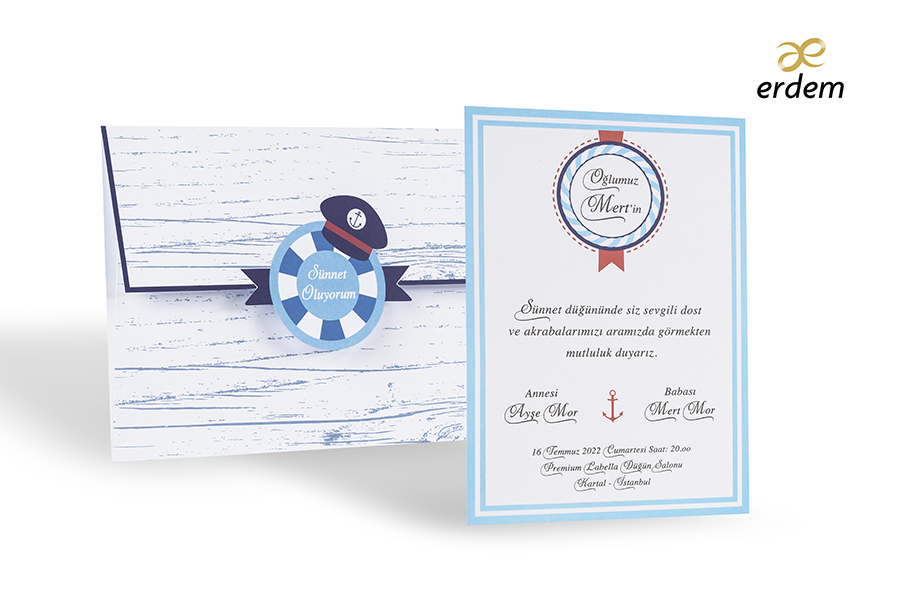 erdem
Sünnet
Oluyorum
Oğlumuz
Mert'in
Sünnet düğününde siz sevgili dost
ve akrabalarımızı aramızda görmekten
mutluluk duyarız.
Annesi
Ayşe Mor
Babası
Mert Mor
16 Temmuz 2022 Cumartesi Saat: 20.00
Premium Labella Düğün Salonu
Kartal - İstanbul